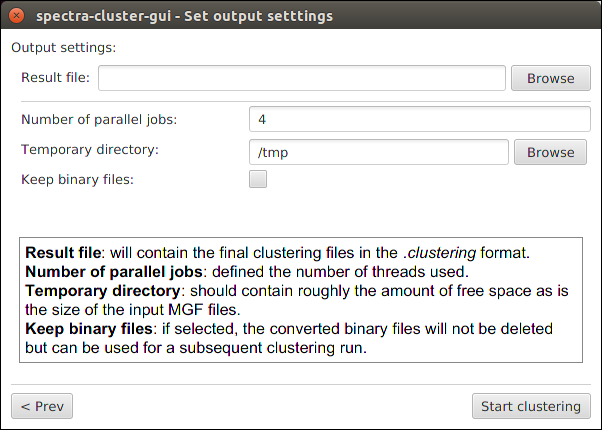 spectra-cluster-gui - Set output setttings
Output settings:
Result file:
Browse
Number of parallel jobs:
4
Temporary directory:
/tmp
Browse
Keep binary files:
Result file: will contain the final clustering files in the .clustering format.
Number of parallel jobs: defined the number of threads used.
Temporary directory: should contain roughly the amount of free space as is
the size of the input MGF files.
Keep binary files: if selected, the converted binary files will not be deleted
but can be used for a subsequent clustering run.
< Prev
Start clustering